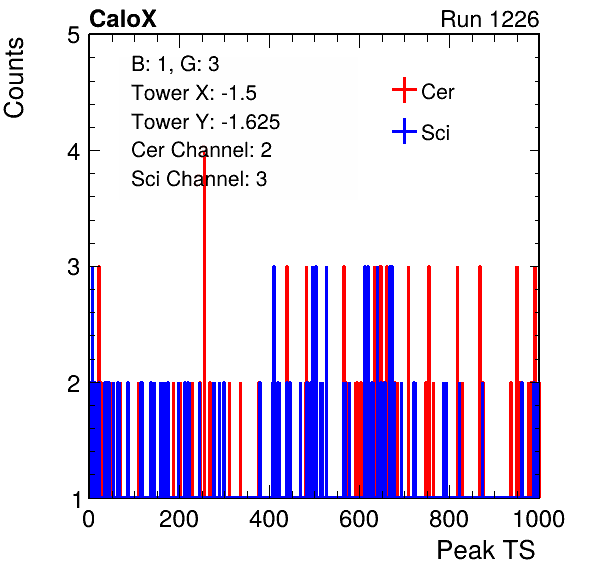 CaloX Run 1226
Counts
B: 1, G: 3
Tower X: -1.5
Tower Y: -1.625
Cer Channel: 2
Sci Channel: 3
Cer
Sci
5
4
3
2
1
0 200 400 600 800 1000
Peak TS